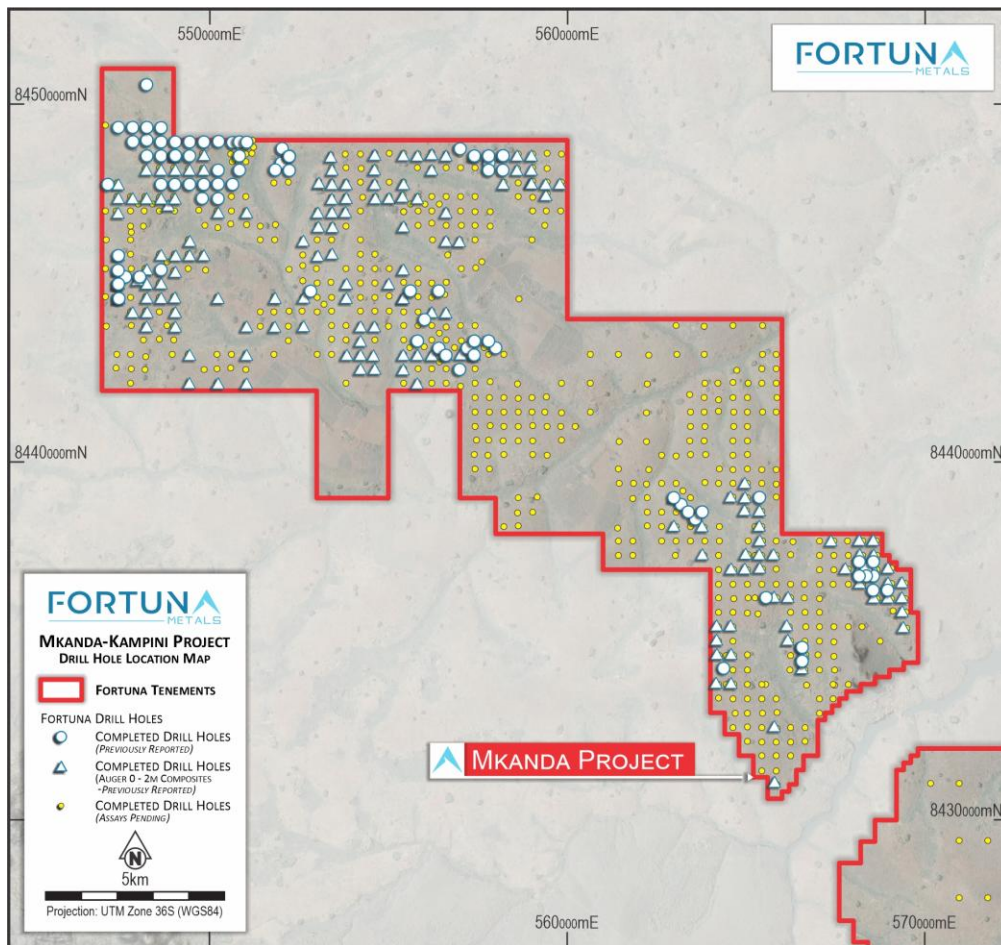 550000mE
560000mE
FORTUNA
METALS
8450000mN
8440000mN
8440000mN
FORTUNA
METALS
MKANDA-KAMPINI PROJECT
DRILL HOLE LOCATION MAP
FORTUNA TENEMENTS
FORTUNA DRILL HOLES
COMPLETED DRILL HOLES
(PREVIOUSLY REPORTED)
COMPLETED DRILL HOLES
(AUGER 0 - 2M COMPOSITES
-PREVIOUSLY REPORTED)
COMPLETED DRILL HOLES
(ASSAYS PENDING)
N
5km
Projection: UTM Zone 36S (WGS84)
MKANDA PROJECT
8430000mN
560000mE
570000mE